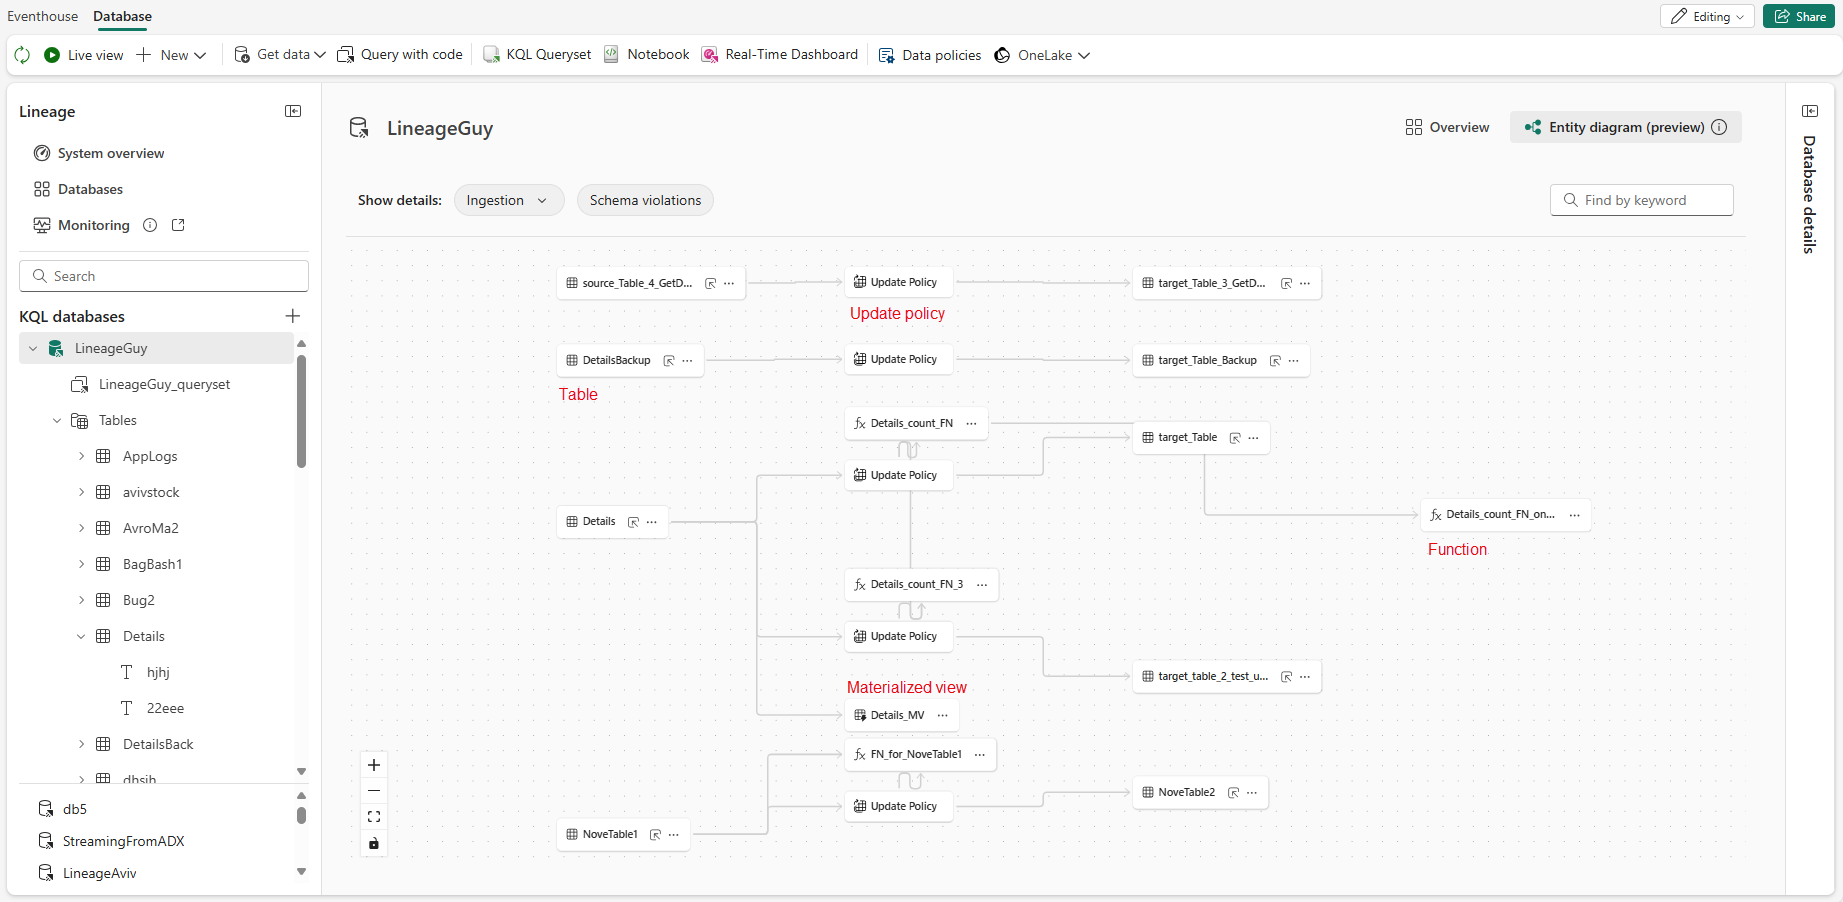 Eventhouse Database
Editing Share
Live view New Get data Query with code KQL Queryset Notebook Real-Time Dashboard Data policies OneLake
Lineage
System overview
Databases
Monitoring
Search
KQL databases
LineageGuy
LineageGuy_queryset
Tables
AppLogs
avivstock
AvroMa2
BagBash1
Bug2
Details
hjhj
22eee
DetailsBack
dhsih
db5
StreamingFromADX
LineageAviv
LineageGuy
Overview Entity diagram (preview)
Show details: Ingestion Schema violations
Find by keyword
source_Table_4_GetD... Update Policy target_Table_3_GetD...
Update policy
DetailsBackup Update Policy target_Table_Backup
Table
Details_count_FN
target_Table
Update Policy
Details
Details_count_FN_on...
Function
Details_count_FN_3
Update Policy
target_table_2_test_u...
Materialized view
Details_MV
FN_for_NoveTable1
NoveTable2
Update Policy
NoveTable1
Database details